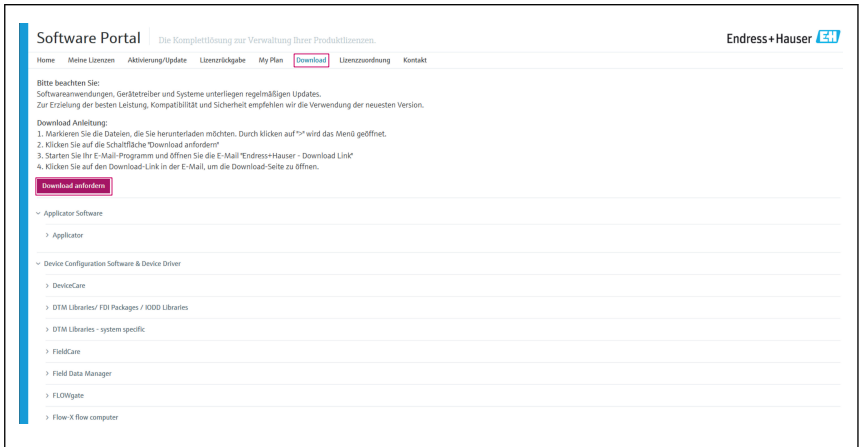 Software Portal Die Komplettlösung zur Verwaltung Ihrer Produktlizenzen. Endress+Hauser EH
Home Meine Lizenzen Aktivierung/Update Lizenzrückgabe My Plan Download Lizenzzuordnung Kontakt
Bitte beachten Sie:
Softwareanwendungen, Gerätetreiber und Systeme unterliegen regelmäßigen Updates.
Zur Erzielung der besten Leistung, Kompatibilität und Sicherheit empfehlen wir die Verwendung der neuesten Version.
Download Anleitung:
1. Markieren Sie die Dateien, die Sie herunterladen möchten. Durch klicken auf ">" wird das Menü geöffnet.
2. Klicken Sie auf die Schaltfläche "Download anfordern"
3. Starten Sie Ihr E-Mail-Programm und öffnen Sie die E-Mail "Endress+Hauser - Download Link"
4. Klicken Sie auf den Download-Link in der E-Mail, um die Download-Seite zu öffnen.
Download anfordern
Applicator Software
Applicator
Device Configuration Software & Device Driver
DeviceCare
DTM Libraries/ FDI Packages / IODD Libraries
DTM Libraries - system specific
FieldCare
Field Data Manager
FLOWgate
Flow-X flow computer